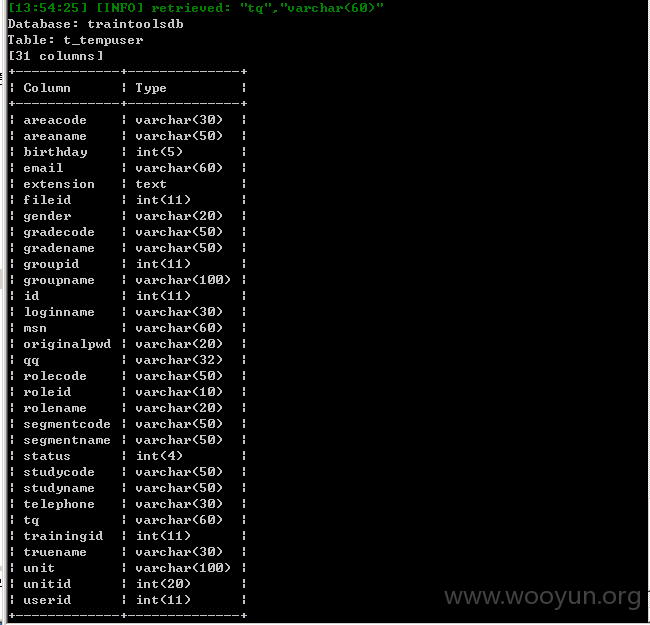 [13:54:25] [INFO] retrieved: "tq","varchar(60)"
Database: traintoolsdb
Table: t_tempuser
[31 columns]
+-------------+--------------+
¦ Column      ¦ Type         ¦
+-------------+--------------+
¦ areacode    ¦ varchar(30)  ¦
¦ areaname    ¦ varchar(50)  ¦
¦ birthday    ¦ int(5)       ¦
¦ email       ¦ varchar(60)  ¦
¦ extension   ¦ text         ¦
¦ fileid      ¦ int(11)      ¦
¦ gender      ¦ varchar(20)  ¦
¦ gradecode   ¦ varchar(50)  ¦
¦ gradename   ¦ varchar(50)  ¦
¦ groupid     ¦ int(11)      ¦
¦ groupname   ¦ varchar(100) ¦
¦ id          ¦ int(11)      ¦
¦ loginname   ¦ varchar(30)  ¦
¦ msn         ¦ varchar(60)  ¦
¦ originalpwd ¦ varchar(20)  ¦
¦ qq          ¦ varchar(32)  ¦
¦ rolecode    ¦ varchar(50)  ¦
¦ roleid      ¦ varchar(10)  ¦
¦ rolename    ¦ varchar(20)  ¦
¦ segmentcode ¦ varchar(50)  ¦
¦ segmentname ¦ varchar(50)  ¦
¦ status      ¦ int(4)       ¦
¦ studycode   ¦ varchar(50)  ¦
¦ studyname   ¦ varchar(50)  ¦
¦ telephone   ¦ varchar(30)  ¦
¦ tq          ¦ varchar(60)  ¦
¦ trainingid  ¦ int(11)      ¦
¦ truename    ¦ varchar(30)  ¦
¦ unit        ¦ varchar(100) ¦
¦ unitid      ¦ int(20)      ¦
¦ userid      ¦ int(11)      ¦
+-------------+--------------+
www.wooyun.org